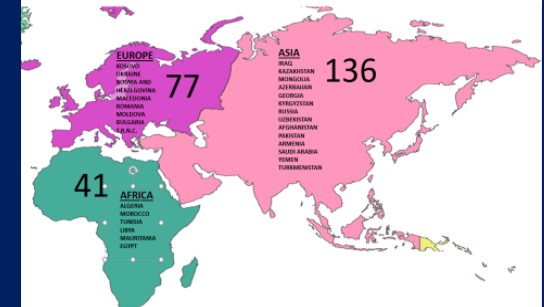 EUROPE
KOSOVO
UKRAINE
BOSNIA AND
HERZEGOVINA
MACEDONIA
ROMANIA
MOLDOVA
BULGARIA
T.R.N.C.
77
ASIA
IRAQ
KAZAKHSTAN
MONGOLIA
AZERBAIJAN
GEORGIA
KYRGYZSTAN
RUSSIA
UZBEKISTAN
AFGHANISTAN
PAKISTAN
ARMENIA
SAUDI ARABIA
YEMEN
TURKMENISTAN
136
41
AFRICA
ALGERIA
MOROCCO
TUNISIA
LIBYA
MAURITANIA
EGYPT